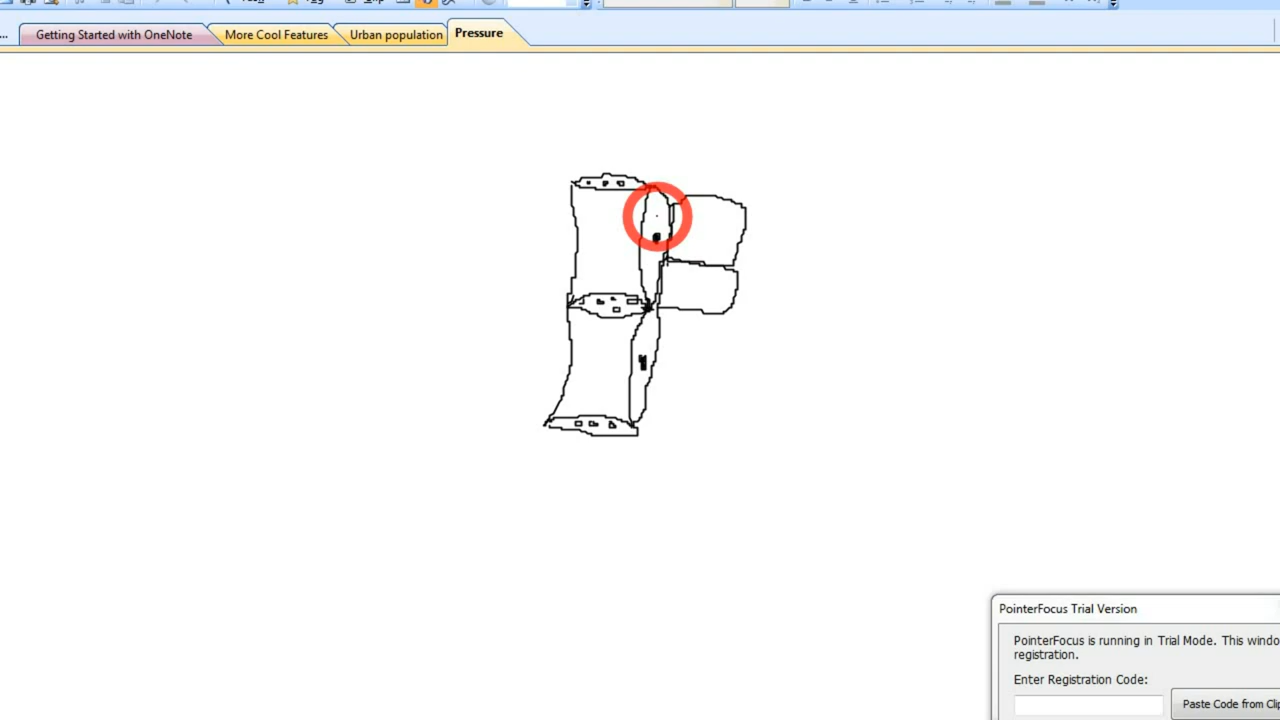 Getting Started with OneNote
More Cool Features
Urban population
Pressure
PointerFocus Trial Version
PointerFocus is running in Trial Mode. This windo
registration.
Enter Registration Code:
Paste Code from Clip